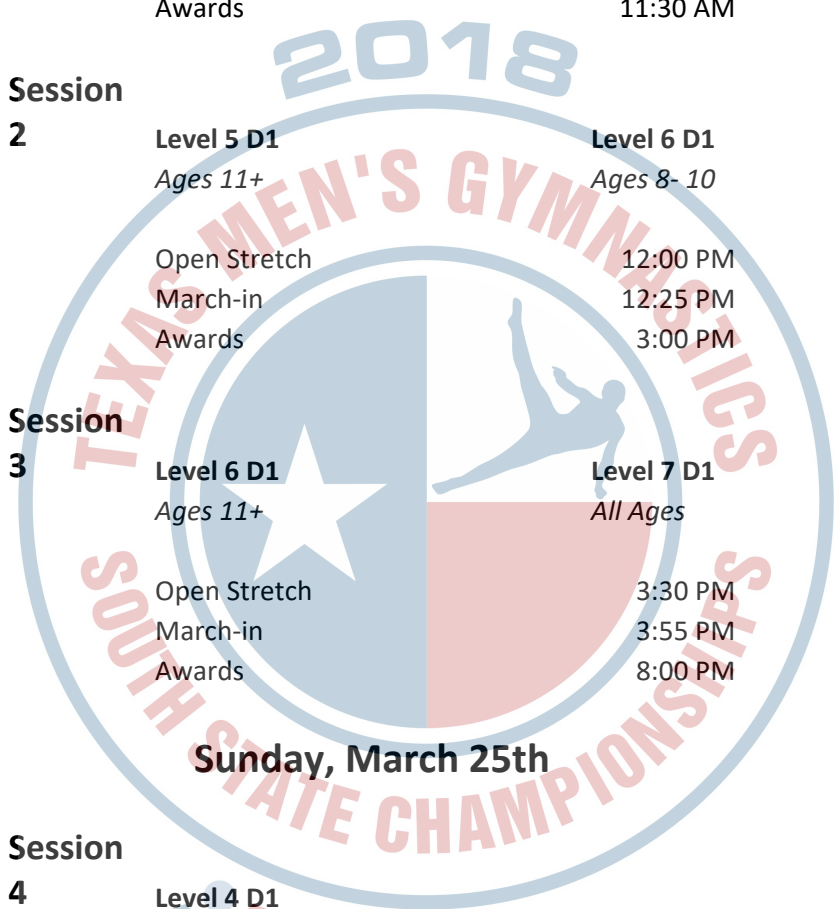 Awards 11:30 AM
2018
Session
2 Level 5 D1 Level 6 D1
Ages 11+ Ages 8- 10
Open Stretch 12:00 PM
March-in 12:25 PM
Awards 3:00 PM
Session
3 Level 6 D1 Level 7 D1
Ages 11+ All Ages
Open Stretch 3:30 PM
March-in 3:55 PM
Awards 8:00 PM
Sunday, March 25th
Session
4 Level 4 D1
TEXAS MEN'S GYMNASTICS
SOUTH STATE CHAMPIONSHIPS